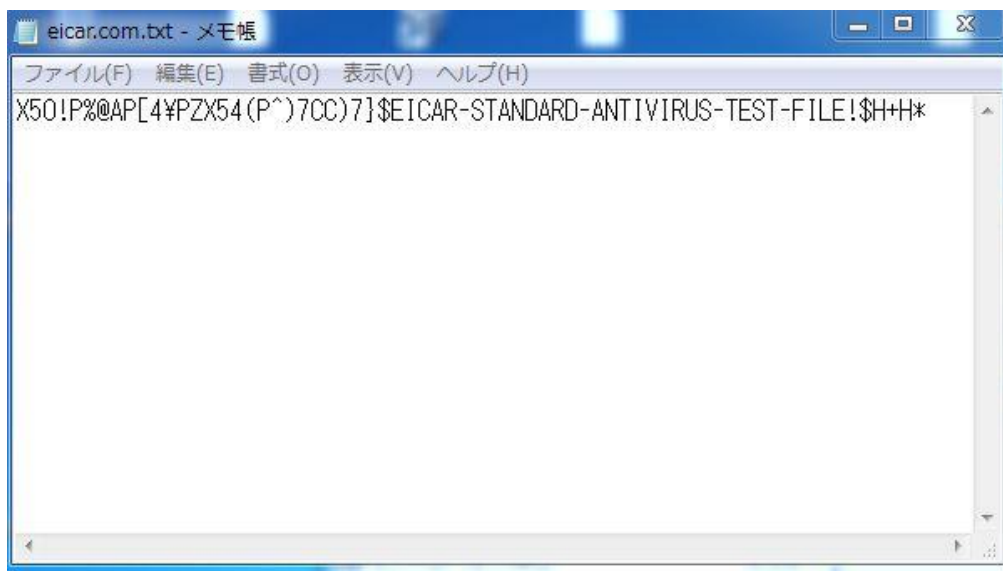 eicar.com.txt - メモ帳
ファイル(F) 編集(E) 書式(O) 表示(V) ヘルプ(H)
X5O!P%@AP[4¥PZX54(P^)7CC)7}$EICAR-STANDARD-ANTIVIRUS-TEST-FILE!$H+H*